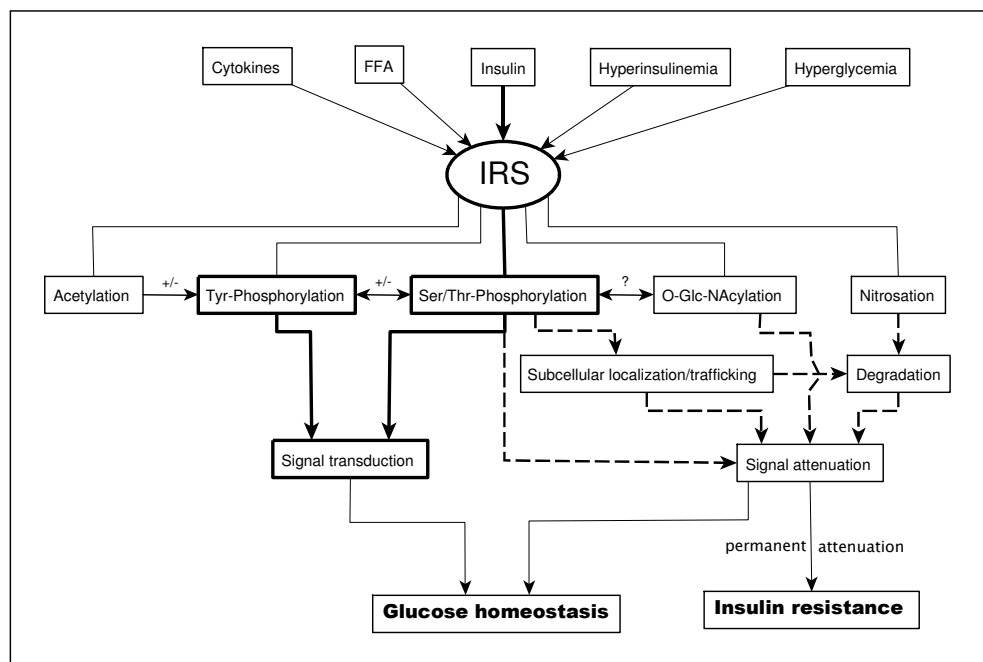 Cytokines
FFA
Insulin
Hyperinsulinemia
Hyperglycemia
IRS
+/-
+/-
?
Acetylation
Tyr-Phosphorylation
Ser/Thr-Phosphorylation
O-Glc-NAcylation
Nitrosation
Subcellular localization/trafficking
Degradation
Signal transduction
Signal attenuation
permanent attenuation
Glucose homeostasis
Insulin resistance